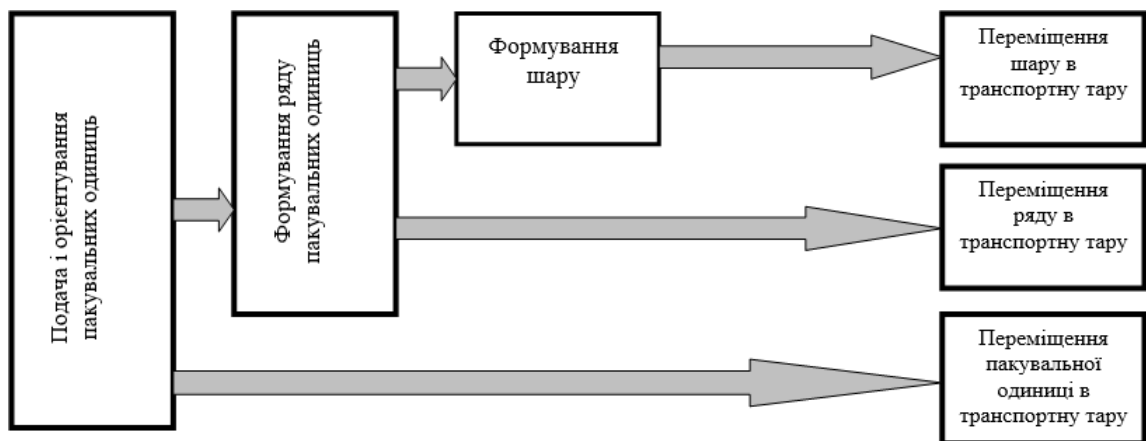 Подача і орієнтування
пакувальних одиниць
Формування ряду
пакувальних одиниць
Формування
шару
Переміщення
шару в
транспортну тару
Переміщення
ряду в
транспортну тару
Переміщення
пакувальної
одиниці в
транспортну тару